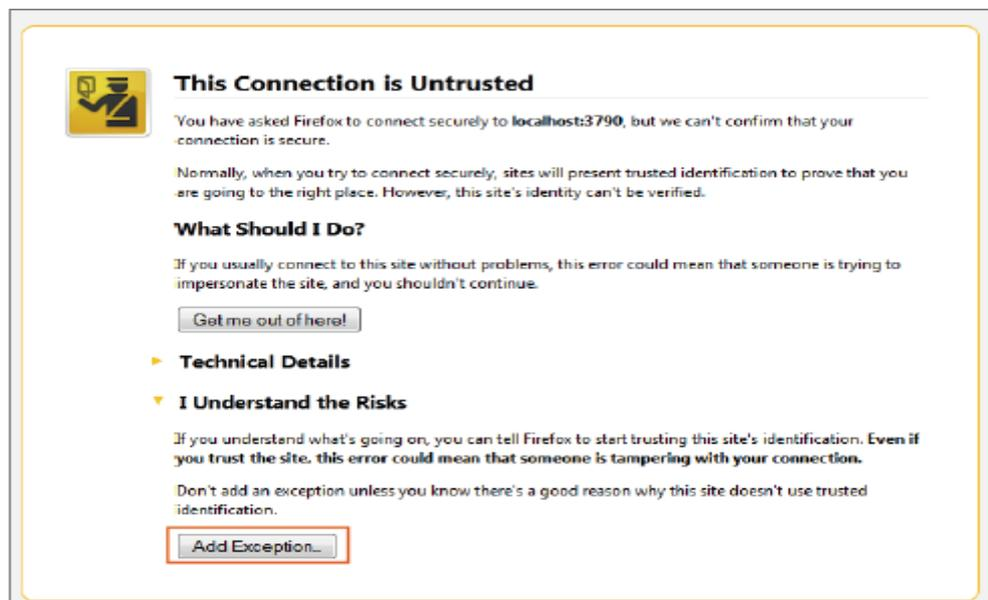 This Connection is Untrusted
You have asked Firefox to connect securely to localhost:3790, but we can't confirm that your
connection is secure.
Normally, when you try to connect securely, sites will present trusted identification to prove that you
are going to the right place. However, this site's identity can't be verified.
What Should I Do?
If you usually connect to this site without problems, this error could mean that someone is trying to
impersonate the site, and you shouldn't continue.
Get me out of here!
Technical Details
I Understand the Risks
If you understand what's going on, you can tell Firefox to start trusting this site's identification. Even if
you trust the site, this error could mean that someone is tampering with your connection.
Don't add an exception unless you know there's a good reason why this site doesn't use trusted
identification.
Add Exception...